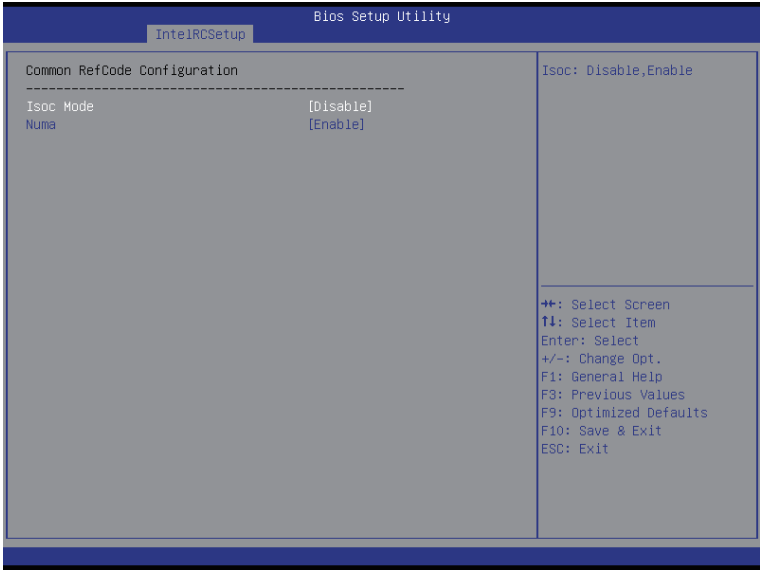 Bios Setup Utility
IntelRCSetup
Common RefCode Configuration
--------------------------------------------------
Isoc Mode [Disable]
Numa [Enable]
Isoc: Disable,Enable
→←: Select Screen
↑↓: Select Item
Enter: Select
+/-: Change Opt.
F1: General Help
F3: Previous Values
F9: Optimized Defaults
F10: Save & Exit
ESC: Exit